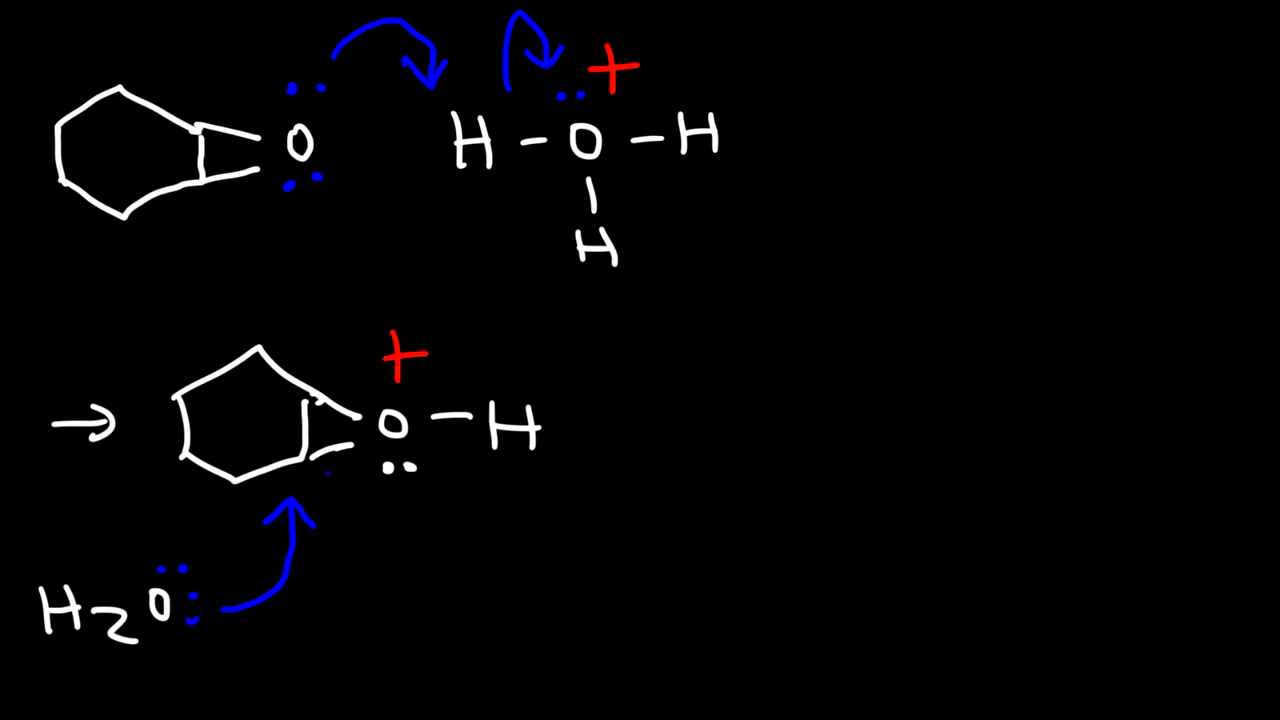 O H - O - H +
H
→ O - H +
H2O